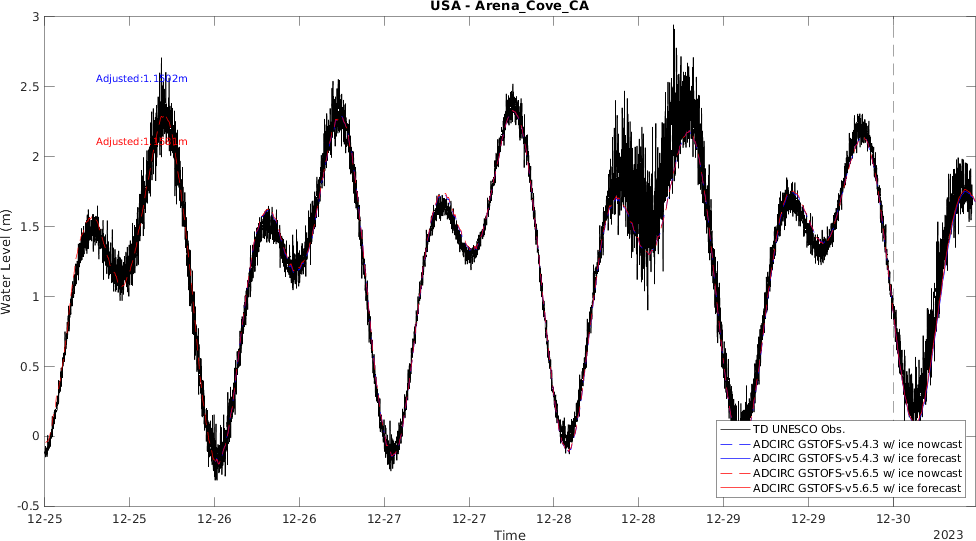 USA - Arena_Cove_CA
3
2.5
2
1.5
1
0.5
0
-0.5
Water Level (m)
Adjusted:
Adjusted:
12-25 12-25 12-26 12-26 12-27 12-27 12-28 12-28 12-29 12-29 12-30
Time
2023
TD UNESCO Obs.
ADCIRC GSTOFS-v5.4.3 w/ ice nowcast
ADCIRC GSTOFS-v5.4.3 w/ ice forecast
ADCIRC GSTOFS-v5.6.5 w/ ice nowcast
ADCIRC GSTOFS-v5.6.5 w/ ice forecast